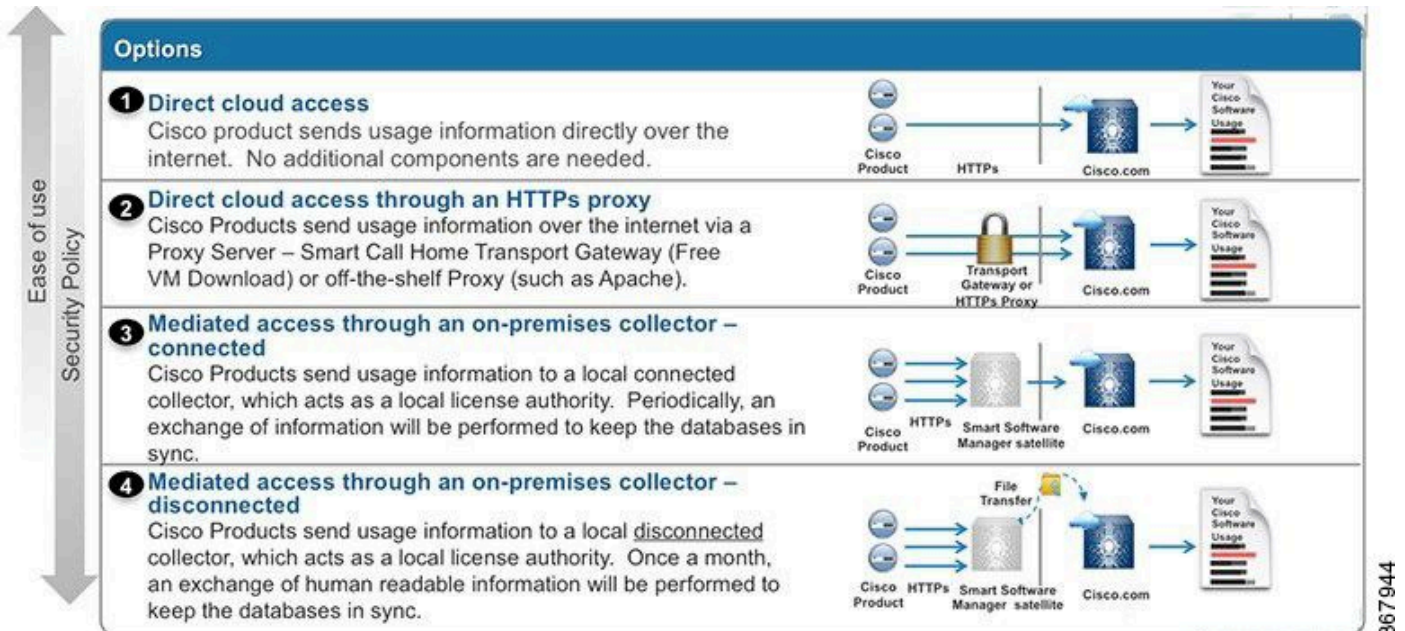 Ease of use
Security Policy
Options
1 Direct cloud access
Cisco product sends usage information directly over the
internet. No additional components are needed.
Cisco
Product
HTTPs
Cisco.com
Your
Cisco
Software
Usage
2 Direct cloud access through an HTTPs proxy
Cisco Products send usage information over the internet via a
Proxy Server – Smart Call Home Transport Gateway (Free
VM Download) or off-the-shelf Proxy (such as Apache).
Cisco
Product
Transport
Gateway or
HTTPs Proxy
Cisco.com
Your
Cisco
Software
Usage
3 Mediated access through an on-premises collector –
connected
Cisco Products send usage information to a local connected
collector, which acts as a local license authority. Periodically, an
exchange of information will be performed to keep the databases in
sync.
Cisco
Product
HTTPs
Smart Software
Manager satellite
Cisco.com
Your
Cisco
Software
Usage
4 Mediated access through an on-premises collector –
disconnected
Cisco Products send usage information to a local disconnected
collector, which acts as a local license authority. Once a month,
an exchange of human readable information will be performed to
keep the databases in sync.
File
Transfer
Cisco
Product
HTTPs
Smart Software
Manager satellite
Cisco.com
Your
Cisco
Software
Usage
367944